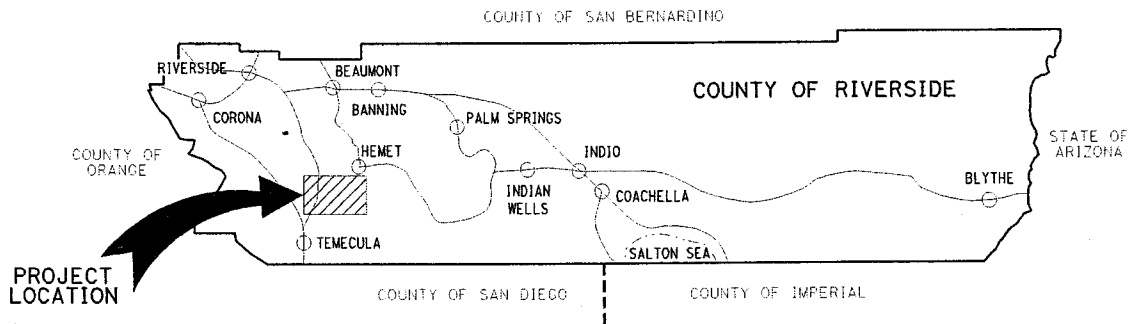 COUNTY OF SAN BERNARDINO
RIVERSIDE
BEAUMONT
COUNTY OF RIVERSIDE
BANNING
CORONA
PALM SPRINGS
STATE OF
ARIZONA
COUNTY OF
ORANGE
HEMET
INDIO
INDIAN
WELLS
COACHELLA
BLYTHE
TEMECULA
SALTON SEA
PROJECT
LOCATION
COUNTY OF SAN DIEGO
COUNTY OF IMPERIAL